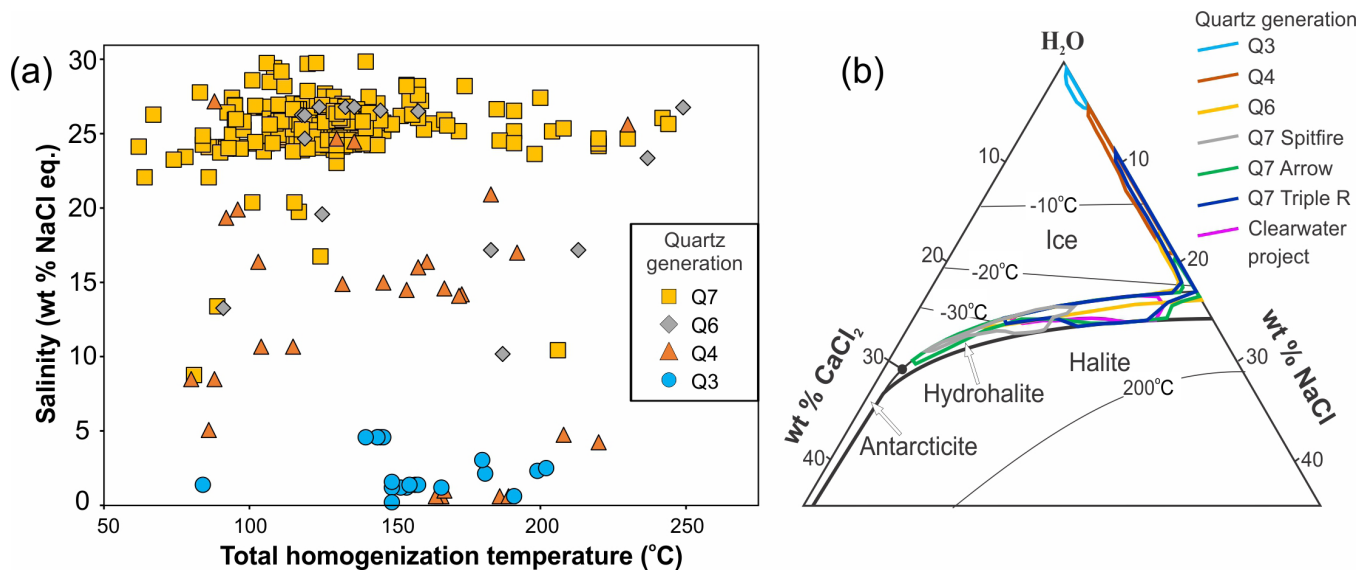 (a)
Salinity (wt % NaCl eq.)
30
25
20
15
10
5
0
50
100
150
200
250
Total homogenization temperature (°C)
Quartz
generation
Q7
Q6
Q4
Q3
(b)
H₂O
10
10
-10°C
Ice
20
20
-20°C
-30°C
30
30
Halite
Hydrohalite
200°C
Antarcticite
40
40
wt % CaCl₂
wt % NaCl
Quartz generation
Q3
Q4
Q6
Q7 Spitfire
Q7 Arrow
Q7 Triple R
Clearwater
project